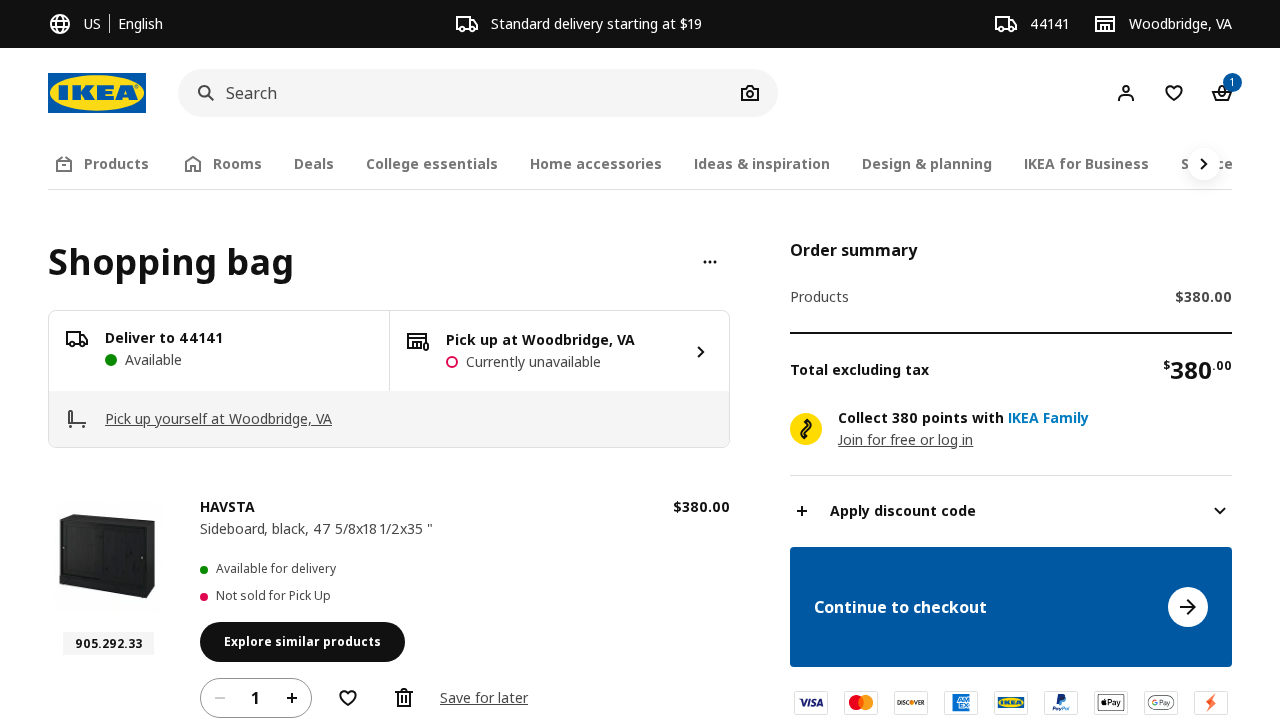 US | English
Standard delivery starting at $19
44141
Woodbridge, VA
IKEA
Search
1
Products
Rooms
Deals
College essentials
Home accessories
Ideas & inspiration
Design & planning
IKEA for Business
Shopping bag
Deliver to 44141
Available
Pick up at Woodbridge, VA
Currently unavailable
Pick up yourself at Woodbridge, VA
HAVSTA
$380.00
Sideboard, black, 47 5/8x18 1/2x35 "
Available for delivery
Not sold for Pick Up
905.292.33
Explore similar products
1
Save for later
Order summary
Products
$380.00
Total excluding tax
$380.00
Collect 380 points with IKEA Family
Join for free or log in
Apply discount code
Continue to checkout
VISA
DISCOVER
AMEX
IKEA
PayPal
Pay
G Pay